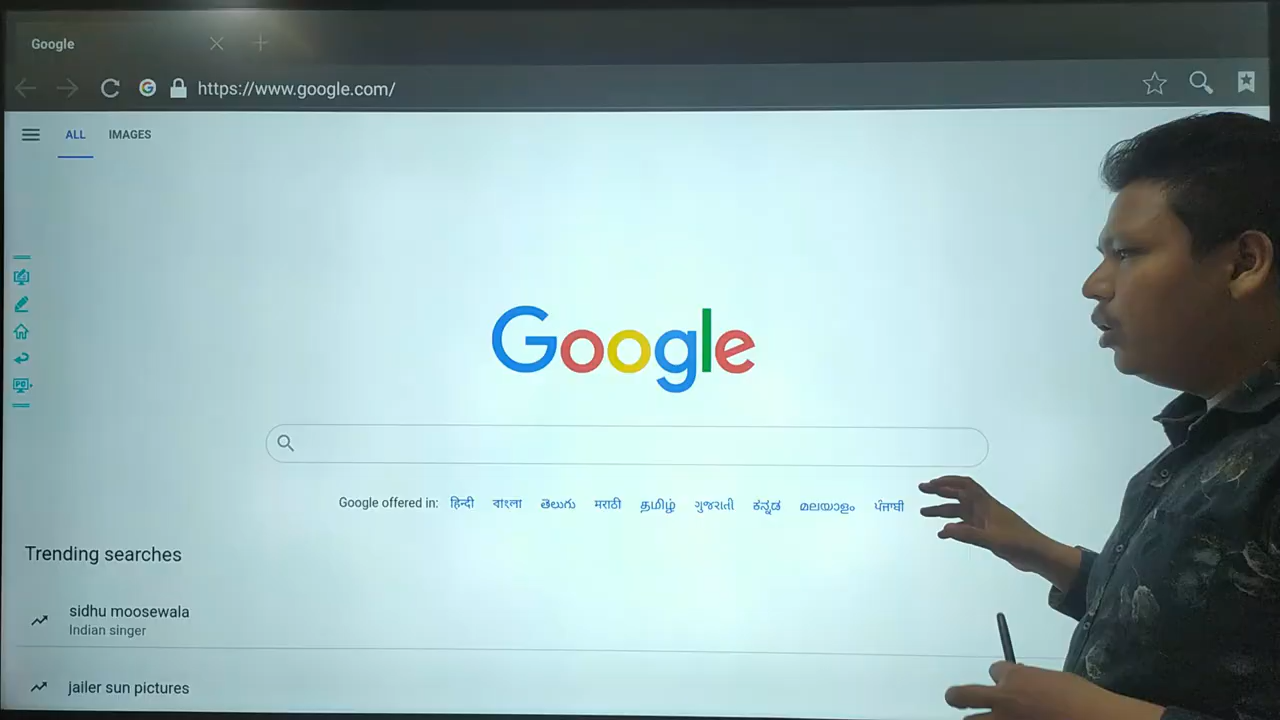 Google
https://www.google.com/
ALL IMAGES
PC
Google
Google offered in: हिन्दी বাংলা తెలుగు मराठी தமிழ் ગુજરાતી ಕನ್ನಡ മലയാളം ਪੰਜਾਬੀ
Trending searches
sidhu moosewala
Indian singer
jailer sun pictures